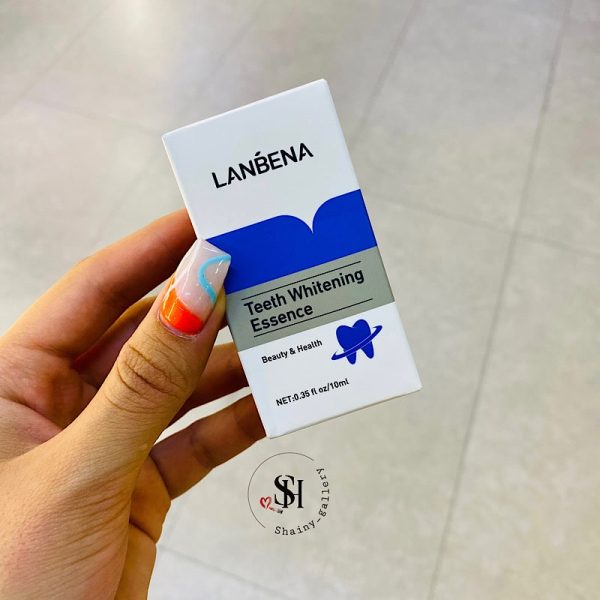 LANBENA
Teeth Whitening
Essence
Beauty & Health
NET:0.35 fl oz/10ml
SH
Shainy-gallery